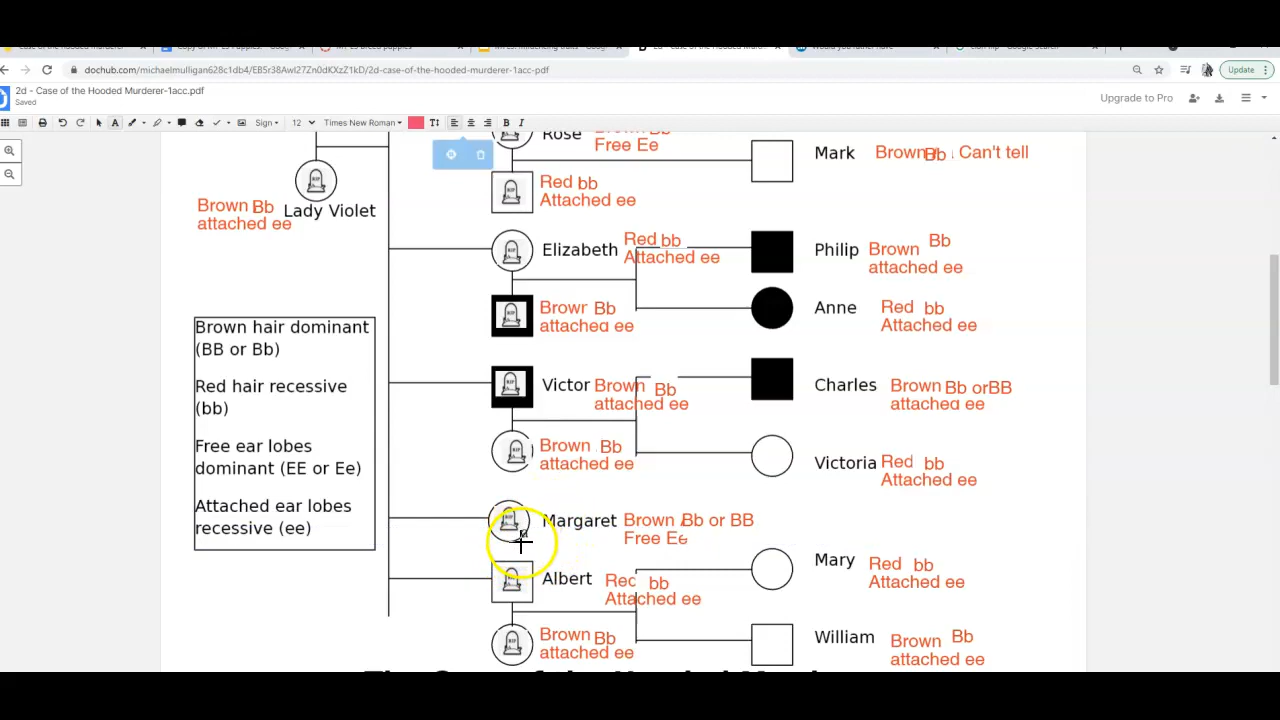 dochub.com/michaelmulligan628c1db4/EB5r38Awl27Zn0dKXzZ1kD/2d-case-of-the-hooded-murderer-1acc-pdf
Update
2d - Case of the Hooded Murderer-1acc.pdf
Saved
Upgrade to Pro
Sign
12
Times New Roman
B
I
Rose Brown Bb
Free Ee
Mark Brown Bb Can't tell
Red bb
Attached ee
Brown Bb
attached ee
Lady Violet
Elizabeth Red bb
Attached ee
Philip Brown Bb
attached ee
Brown Bb
attached ee
Anne Red bb
Attached ee
Brown hair dominant
(BB or Bb)
Red hair recessive
(bb)
Free ear lobes
dominant (EE or Ee)
Attached ear lobes
recessive (ee)
Victor Brown Bb
attached ee
Charles Brown Bb orBB
attached ee
Brown Bb
attached ee
Victoria Red bb
Attached ee
Margaret Brown Bb or BB
Free Ee
Mary Red bb
Attached ee
Albert Red bb
Attached ee
Brown Bb
attached ee
William Brown Bb
attached ee